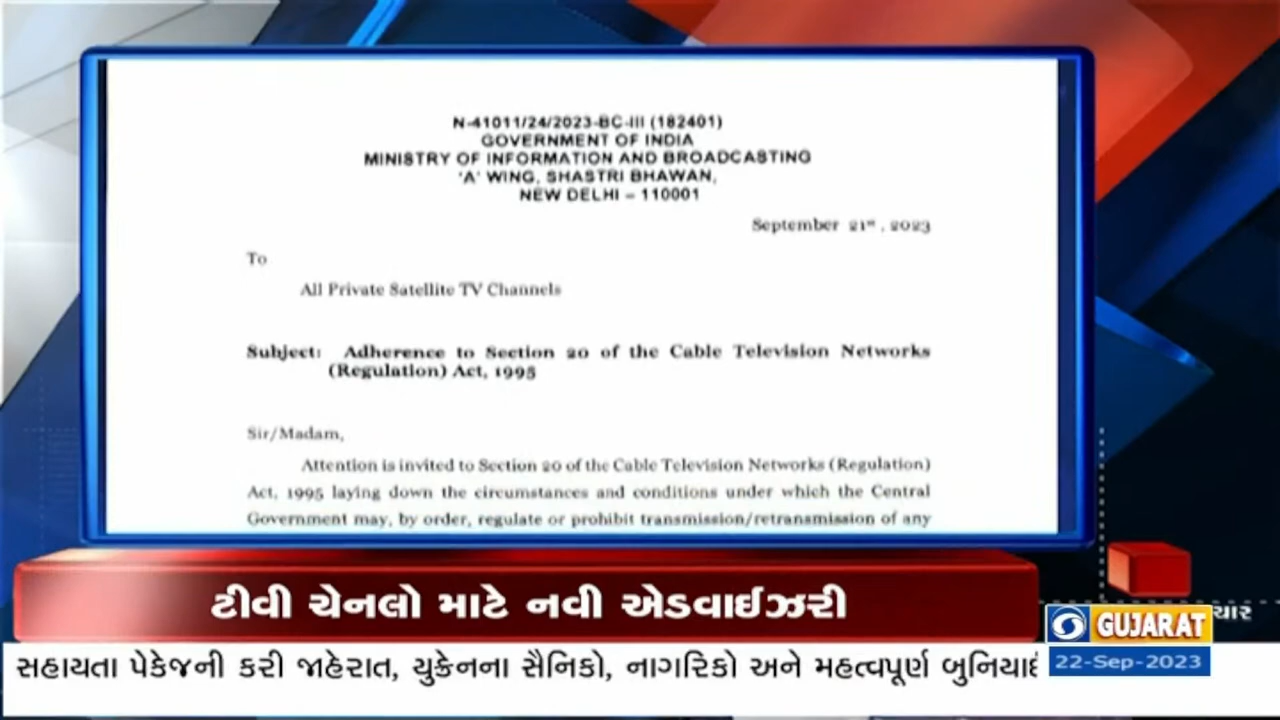 N-41011/24/2023-BC-III (182401)
GOVERNMENT OF INDIA
MINISTRY OF INFORMATION AND BROADCASTING
'A' WING, SHASTRI BHAWAN,
NEW DELHI – 110001
September 21st , 2023
To
All Private Satellite TV Channels
Subject: Adherence to Section 20 of the Cable Television Networks
(Regulation) Act, 1995
Sir/Madam,
Attention is invited to Section 20 of the Cable Television Networks (Regulation)
Act, 1995 laying down the circumstances and conditions under which the Central
Government may, by order, regulate or prohibit transmission/retransmission of any
ટીવી ચેનલો માટે નવી એડવાઈઝરી
GUJARAT
22-Sep-2023
સહાયતા પેકેજની કરી જાહેરાત, યુક્રેનના સૈનિકો, નાગરિકો અને મહત્વપૂર્ણ